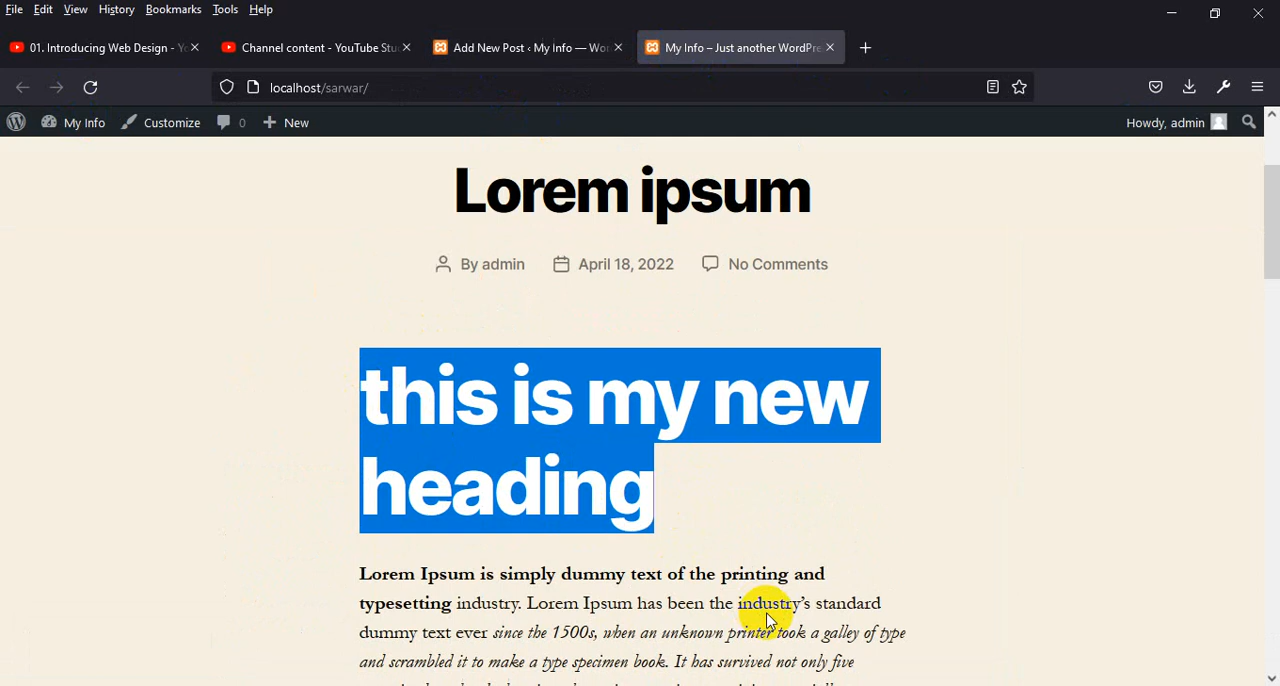 File Edit View History Bookmarks Tools Help
01. Introducing Web Design - Yo
Channel content - YouTube Stu
Add New Post ‹ My Info — Wor
My Info – Just another WordPre
localhost/sarwar/
My Info Customize 0 New Howdy, admin
Lorem ipsum
By admin April 18, 2022 No Comments
this is my new
heading
Lorem Ipsum is simply dummy text of the printing and
typesetting industry. Lorem Ipsum has been the industry’s standard
dummy text ever since the 1500s, when an unknown printer took a galley of type
and scrambled it to make a type specimen book. It has survived not only five